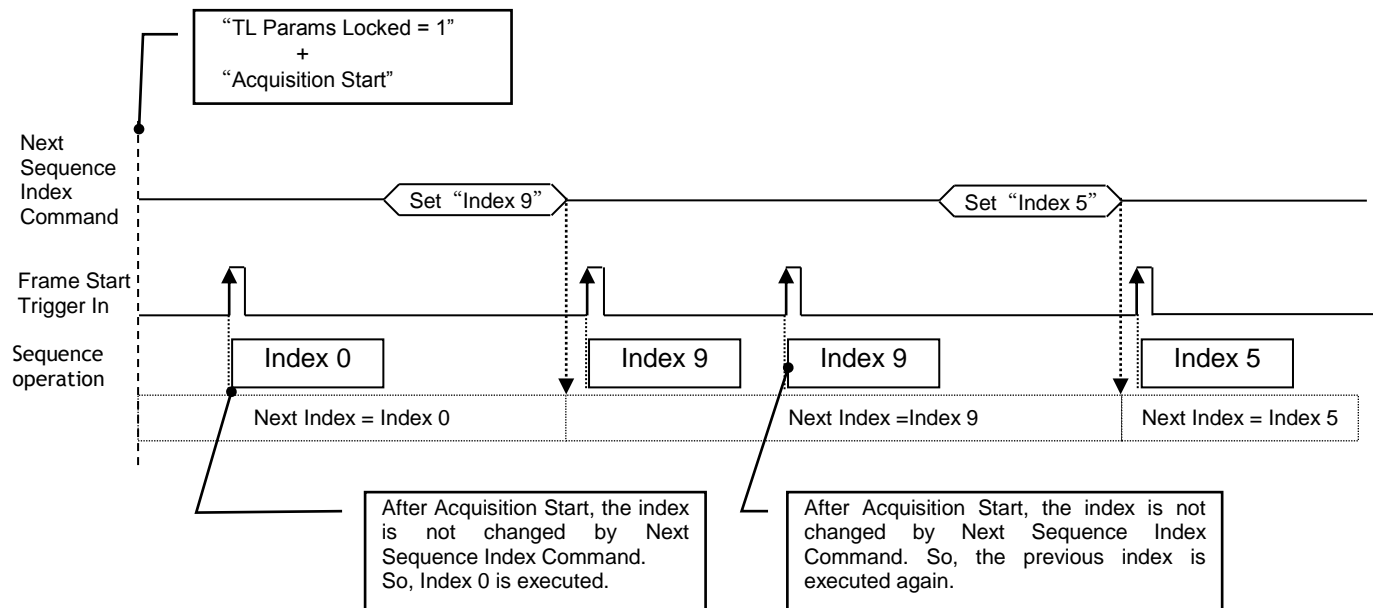 “TL Params Locked = 1”
+
“Acquisition Start”
Next
Sequence
Index
Command
Set “Index 9”
Set “Index 5”
Frame Start
Trigger In
Sequence
operation
Index 0
Index 9
Index 9
Index 5
Next Index = Index 0
Next Index =Index 9
Next Index = Index 5
After Acquisition Start, the index
is not changed by Next
Sequence Index Command.
So, Index 0 is executed.
After Acquisition Start, the index is not
changed by Next Sequence Index
Command. So, the previous index is
executed again.